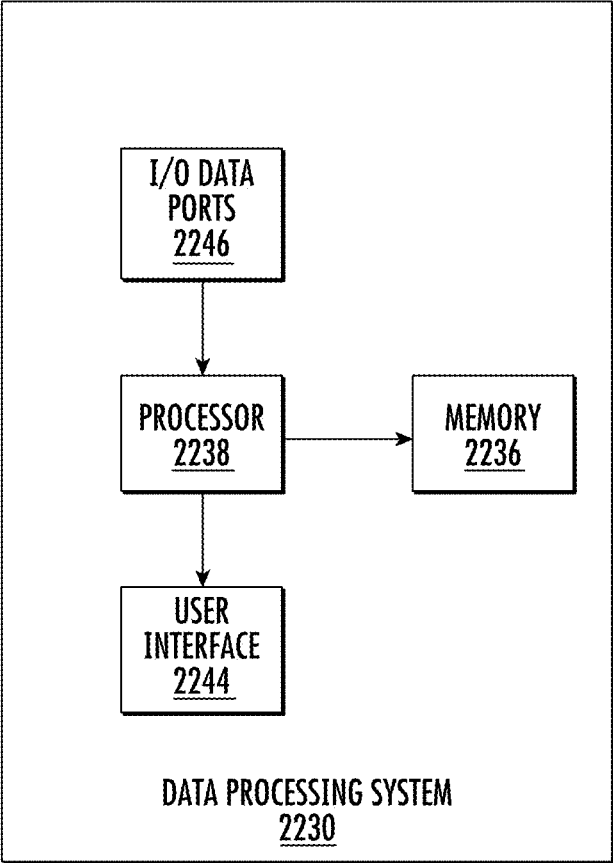 I/O DATA
PORTS
2246
PROCESSOR
2238
MEMORY
2236
USER
INTERFACE
2244
DATA PROCESSING SYSTEM
2230